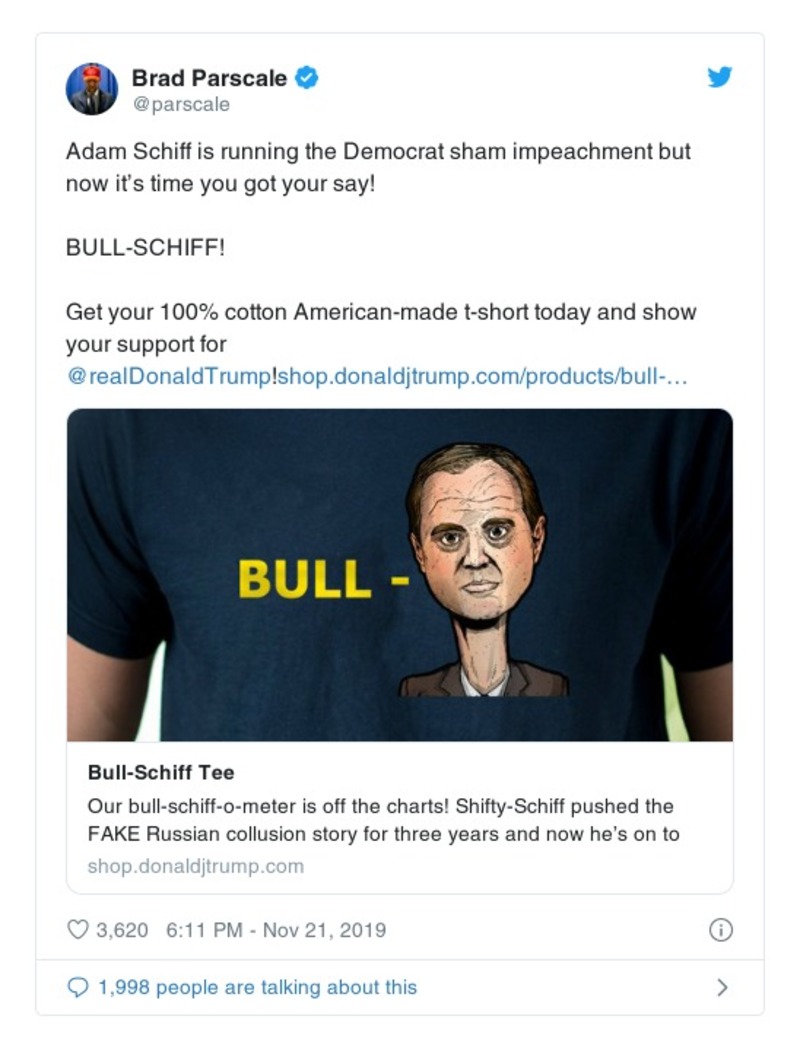 Brad Parscale
@parscale
Adam Schiff is running the Democrat sham impeachment but
now it’s time you got your say!
BULL-SCHIFF!
Get your 100% cotton American-made t-short today and show
your support for
@realDonaldTrump!shop.donaldjtrump.com/products/bull-…
BULL -
Bull-Schiff Tee
Our bull-schiff-o-meter is off the charts! Shifty-Schiff pushed the
FAKE Russian collusion story for three years and now he’s on to
shop.donaldjtrump.com
3,620 6:11 PM - Nov 21, 2019
1,998 people are talking about this